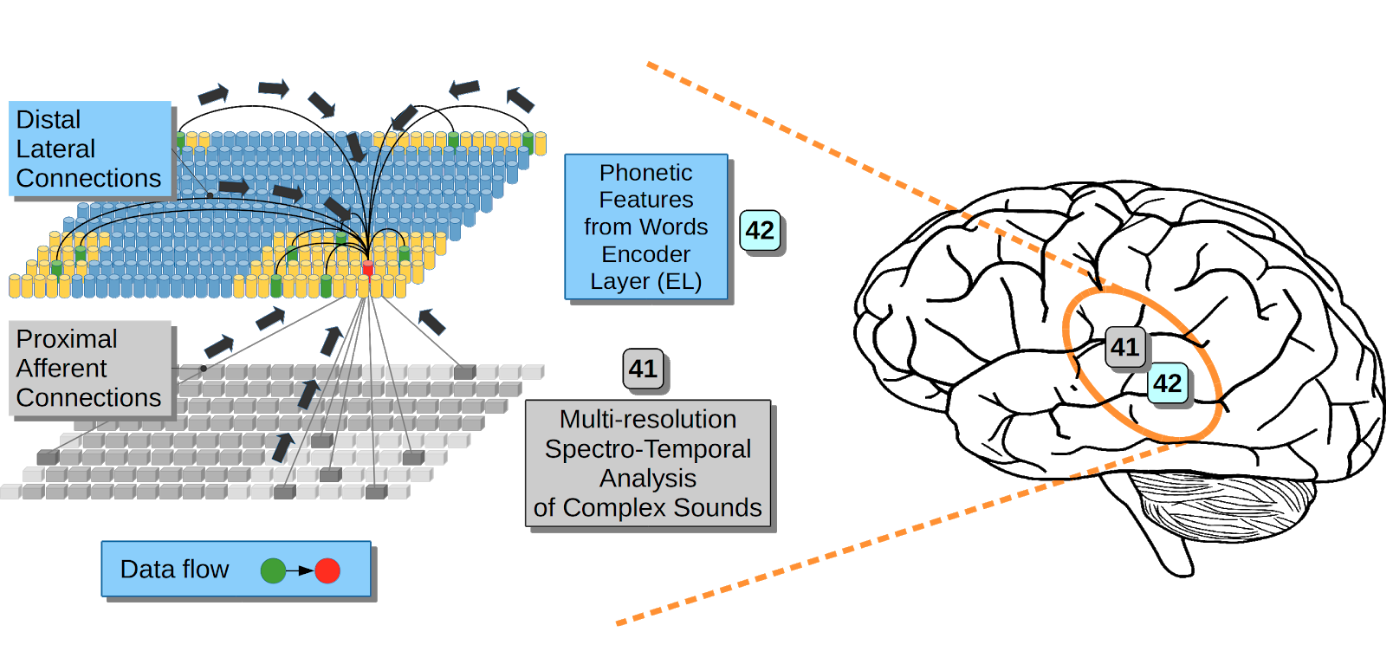 Distal
Lateral
Connections
Phonetic
Features
from Words
Encoder
Layer (EL)
42
Proximal
Afferent
Connections
41
Multi-resolution
Spectro-Temporal
Analysis
of Complex Sounds
Data flow
41
42